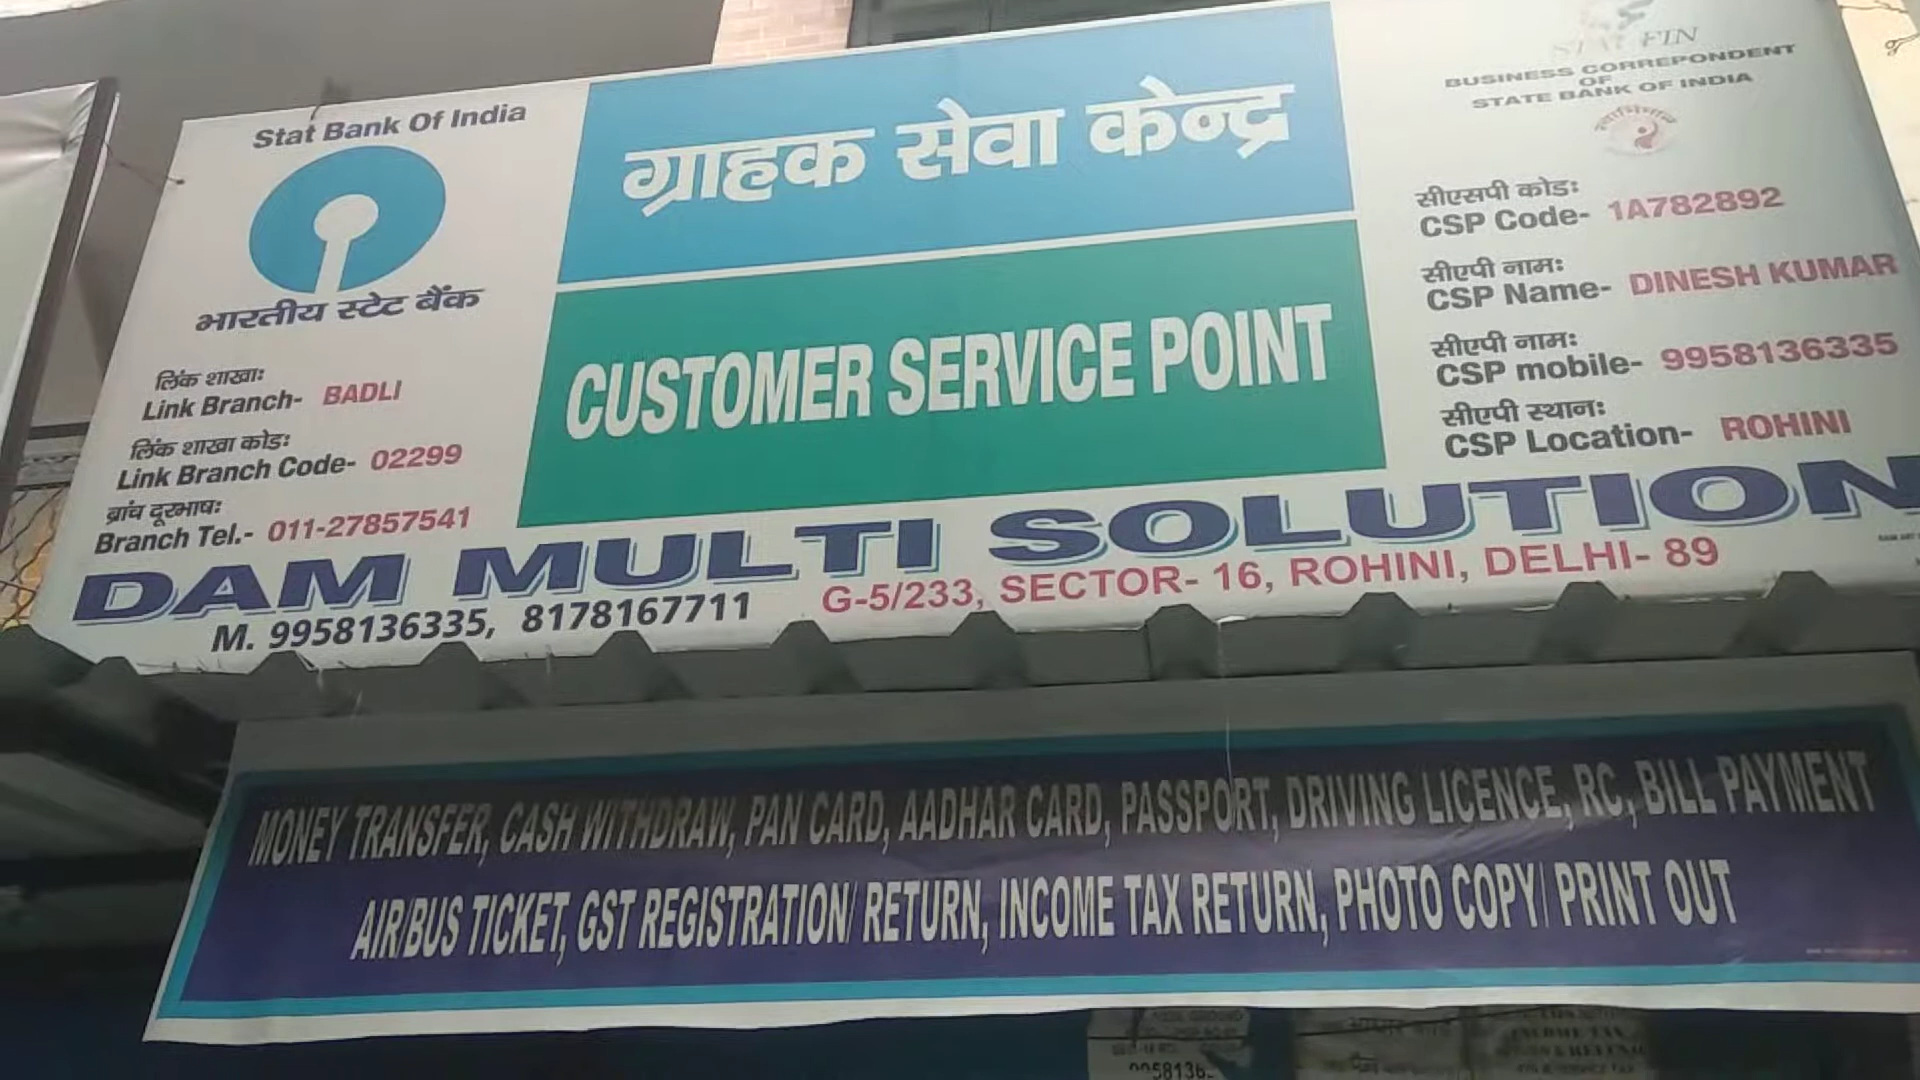 Stat Bank Of India
भारतीय स्टेट बैंक
लिंक शाखाः
Link Branch- BADLI
लिंक शाखा कोडः
Link Branch Code- 02299
ब्रांच दूरभाषः
Branch Tel.- 011-27857541
ग्राहक सेवा केन्द्र
CUSTOMER SERVICE POINT
BUSINESS CORREPONDENT
OF
STATE BANK OF INDIA
सीएसपी कोडः
CSP Code- 1A782892
सीएपी नामः
CSP Name- DINESH KUMAR
सीएपी नामः
CSP mobile- 9958136335
सीएपी स्थानः
CSP Location- ROHINI
DAM MULTI SOLUTION
M. 9958136335, 8178167711
G-5/233, SECTOR- 16, ROHINI, DELHI- 89
MONEY TRANSFER, CASH WITHDRAW, PAN CARD, AADHAR CARD, PASSPORT, DRIVING LICENCE, RC, BILL PAYMENT
AIR/BUS TICKET, GST REGISTRATION/ RETURN, INCOME TAX RETURN, PHOTO COPY/ PRINT OUT